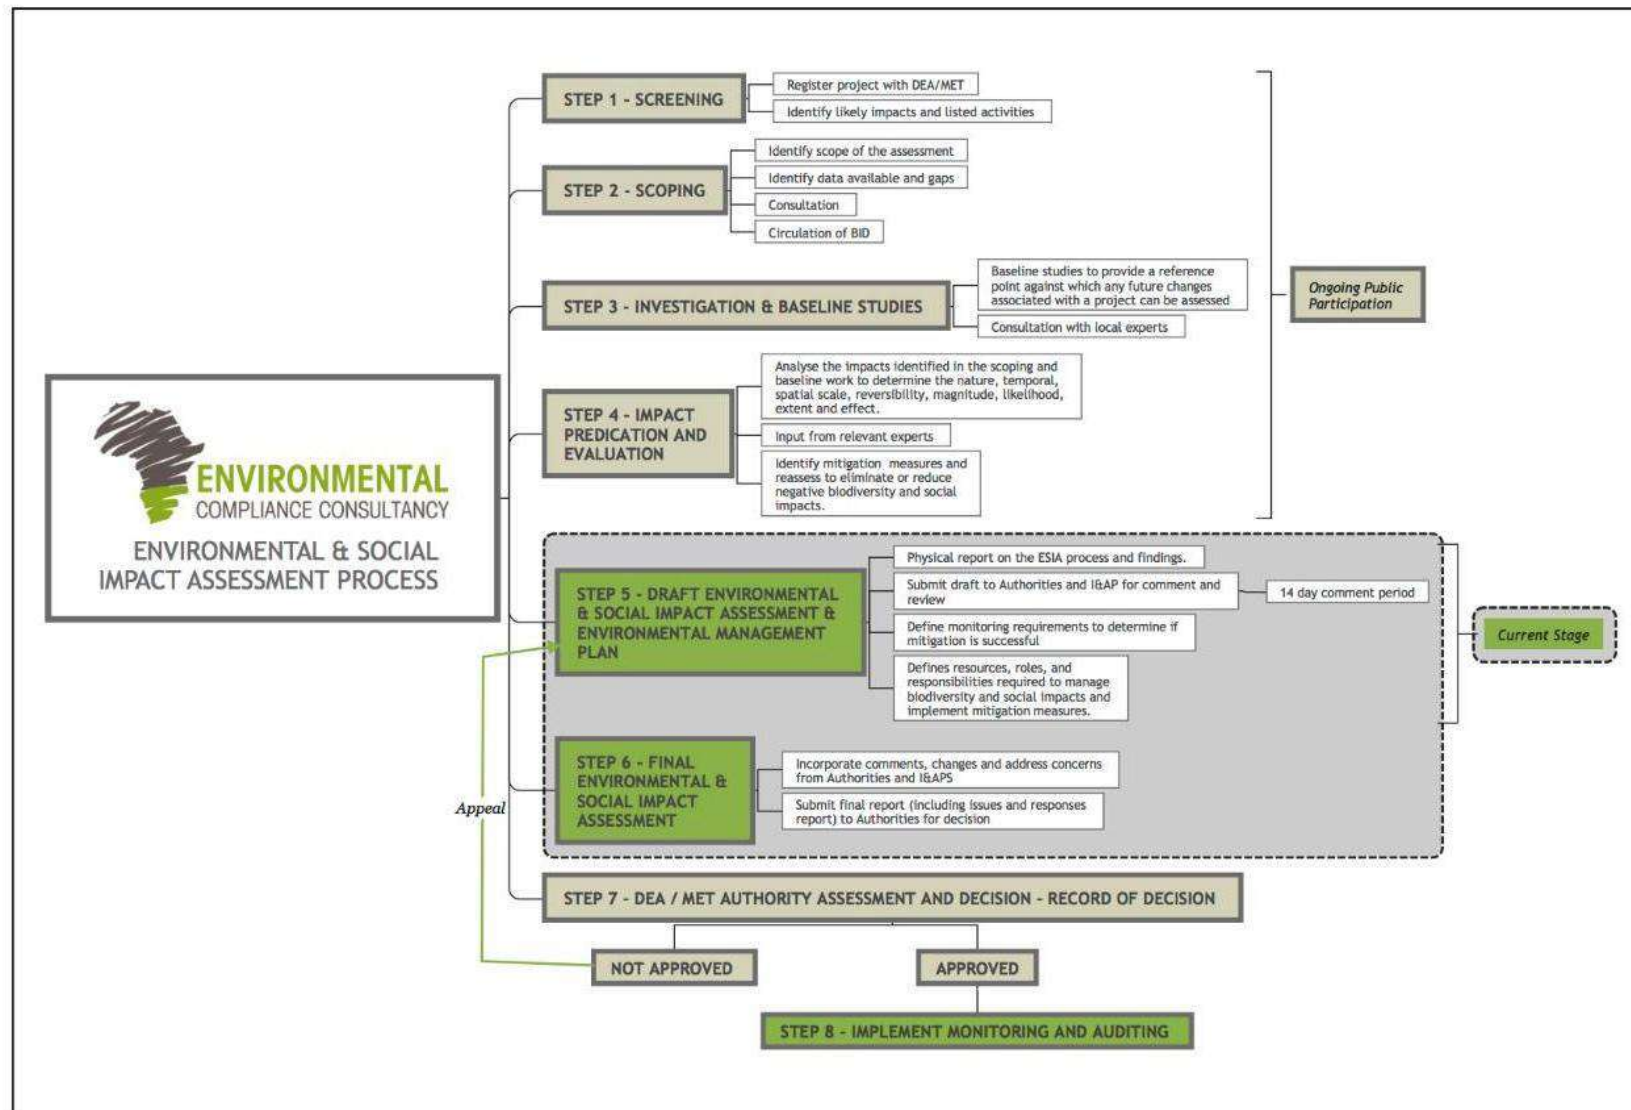 STEP 1 - SCREENING
Register project with DEA/MET
Identify likely impacts and listed activities
STEP 2 - SCOPING
Identify scope of the assessment
Identify data available and gaps
Consultation
Circulation of BID
STEP 3 - INVESTIGATION & BASELINE STUDIES
Baseline studies to provide a reference
point against which any future changes
associated with a project can be assessed
Consultation with local experts
Ongoing Public
Participation
STEP 4 - IMPACT
PREDICATION AND
EVALUATION
Analyse the impacts identified in the scoping and
baseline work to determine the nature, temporal,
spatial scale, reversibility, magnitude, likelihood,
extent and effect.
Input from relevant experts
Identify mitigation measures and
reassess to eliminate or reduce
negative biodiversity and social
impacts.
ENVIRONMENTAL
COMPLIANCE CONSULTANCY
ENVIRONMENTAL & SOCIAL
IMPACT ASSESSMENT PROCESS
STEP 5 - DRAFT ENVIRONMENTAL
& SOCIAL IMPACT ASSESSMENT &
ENVIRONMENTAL MANAGEMENT
PLAN
Physical report on the ESIA process and findings.
Submit draft to Authorities and I&AP for comment and
review
14 day comment period
Define monitoring requirements to determine if
mitigation is successful
Defines resources, roles, and
responsibilities required to manage
biodiversity and social impacts and
implement mitigation measures.
Current Stage
STEP 6 - FINAL
ENVIRONMENTAL &
SOCIAL IMPACT
ASSESSMENT
Incorporate comments, changes and address concerns
from Authorities and I&APS
Submit final report (including issues and responses
report) to Authorities for decision
Appeal
STEP 7 - DEA / MET AUTHORITY ASSESSMENT AND DECISION - RECORD OF DECISION
NOT APPROVED
APPROVED
STEP 8 - IMPLEMENT MONITORING AND AUDITING